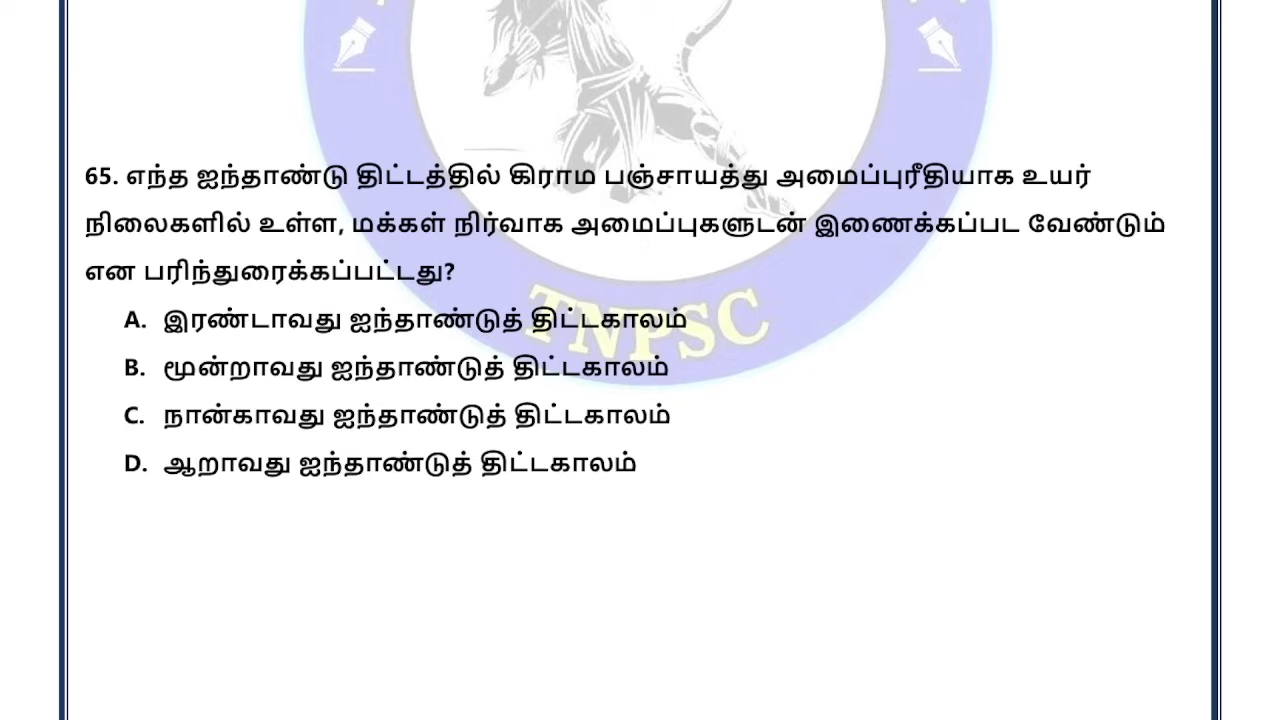 65. எந்த ஐந்தாண்டு திட்டத்தில் கிராம பஞ்சாயத்து அமைப்புரீதியாக உயர்
நிலைகளில் உள்ள, மக்கள் நிர்வாக அமைப்புகளுடன் இணைக்கப்பட வேண்டும்
என பரிந்துரைக்கப்பட்டது?
A. இரண்டாவது ஐந்தாண்டுத் திட்டகாலம்
B. மூன்றாவது ஐந்தாண்டுத் திட்டகாலம்
C. நான்காவது ஐந்தாண்டுத் திட்டகாலம்
D. ஆறாவது ஐந்தாண்டுத் திட்டகாலம்
TNPSC